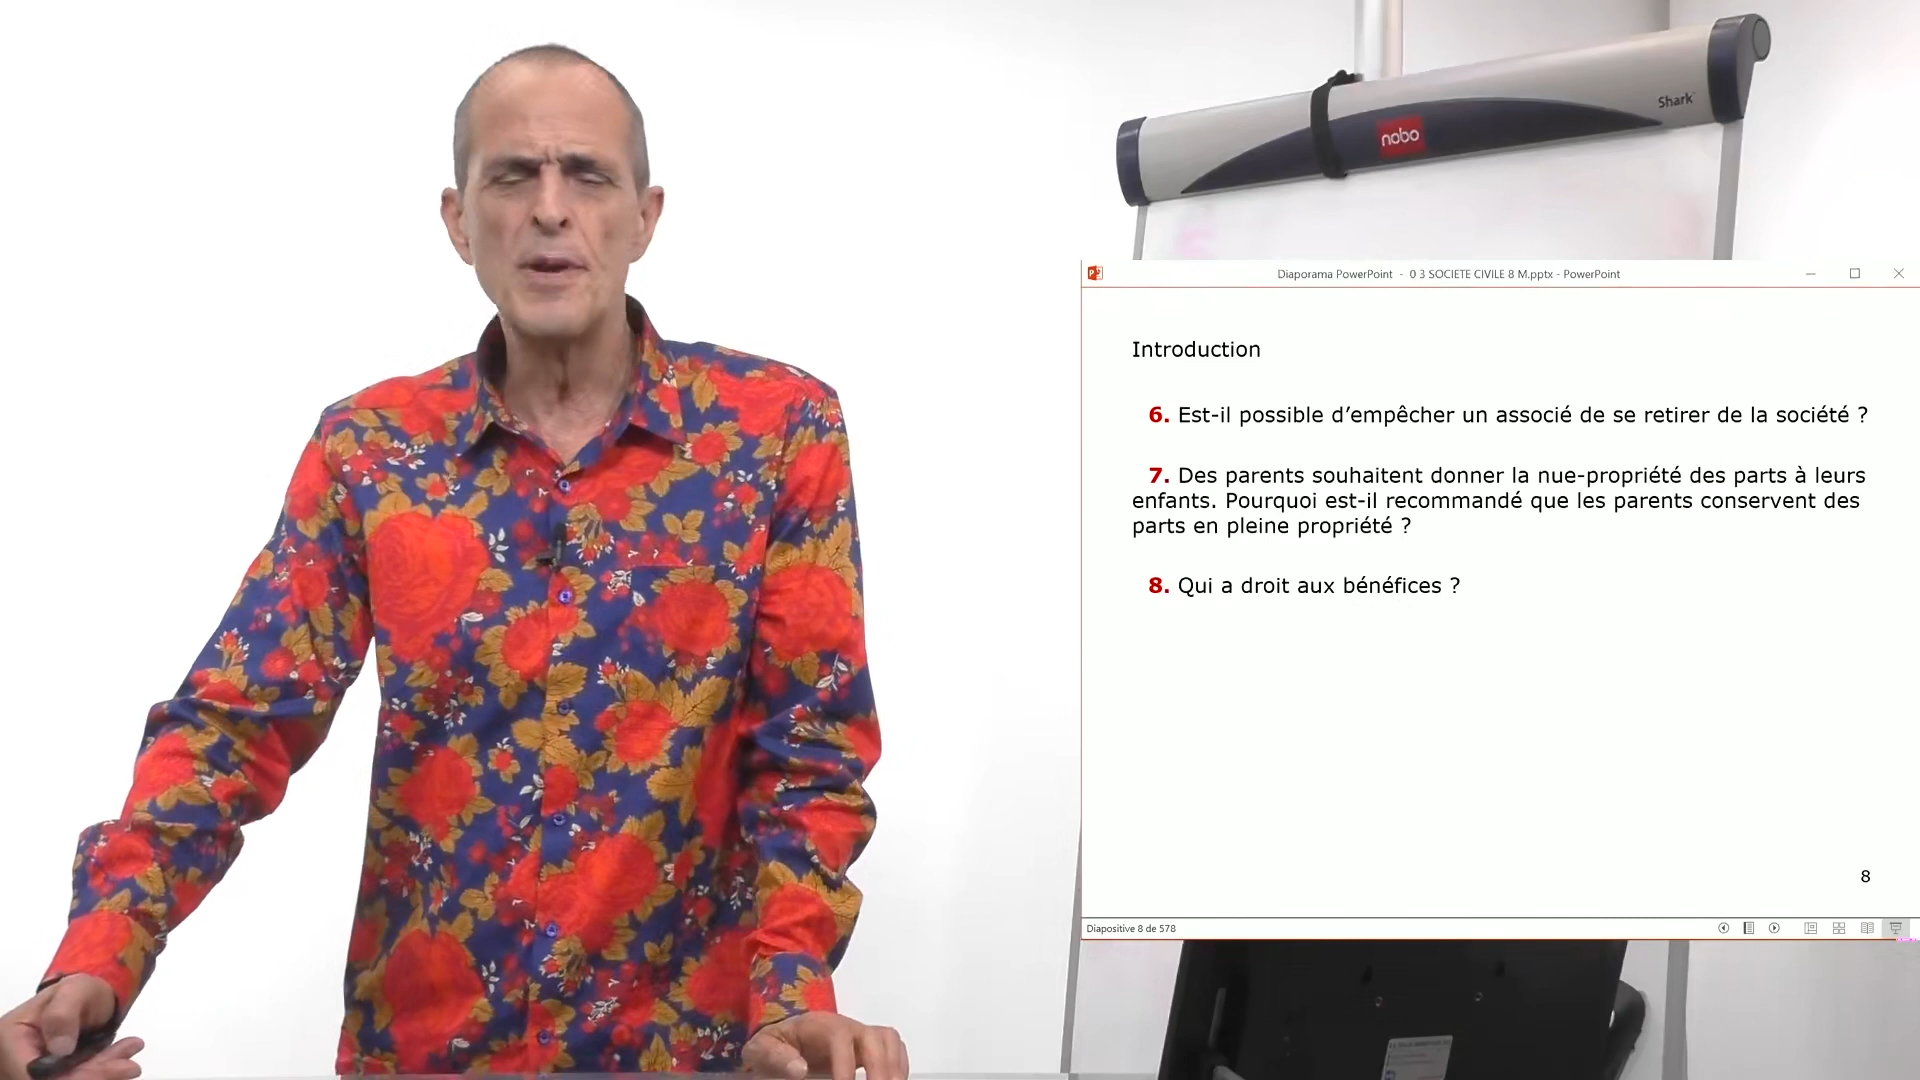 Shark
nobo
Diaporama PowerPoint - 0 3 SOCIETE CIVILE 8 M.pptx - PowerPoint
Introduction
6. Est-il possible d’empêcher un associé de se retirer de la société ?
7. Des parents souhaitent donner la nue-propriété des parts à leurs
enfants. Pourquoi est-il recommandé que les parents conservent des
parts en pleine propriété ?
8. Qui a droit aux bénéfices ?
8
Diapositive 8 de 578